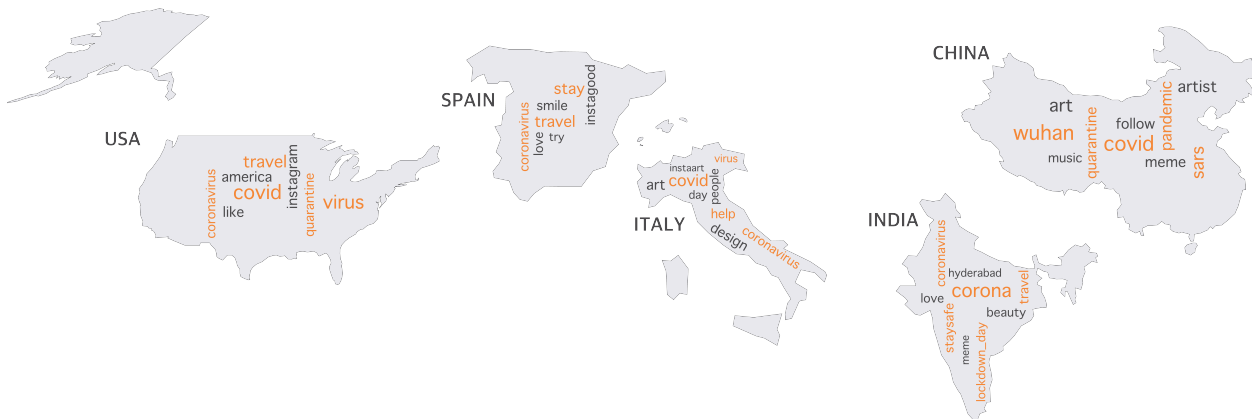 USA
travel
america
covid
like
coronavirus
instagram
quarantine
virus
SPAIN
stay
smile
travel
try
love
coronavirus
instagood
ITALY
virus
instaart
art
covid
day
people
help
design
coronavirus
CHINA
artist
art
pandemic
follow
wuhan
quarantine
covid
music
meme
sars
INDIA
coronavirus
hyderabad
corona
travel
love
beauty
staysafe
meme
lockdown_day